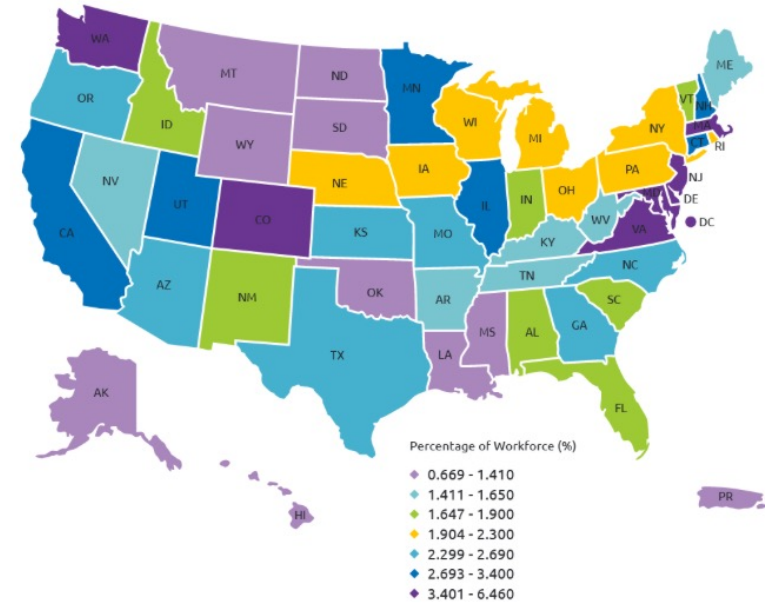 WA
MT
ND
MN
ME
OR
ID
SD
WI
MI
NY
VT
NH
MA
CT
RI
WY
NE
IA
PA
NJ
NV
UT
CO
IL
IN
OH
MD
DE
DC
CA
KS
MO
KY
WV
VA
AZ
NM
OK
AR
TN
NC
TX
LA
MS
AL
GA
SC
AK
FL
HI
PR
Percentage of Workforce (%)
0.669 - 1.410
1.411 - 1.650
1.647 - 1.900
1.904 - 2.300
2.299 - 2.690
2.693 - 3.400
3.401 - 6.460